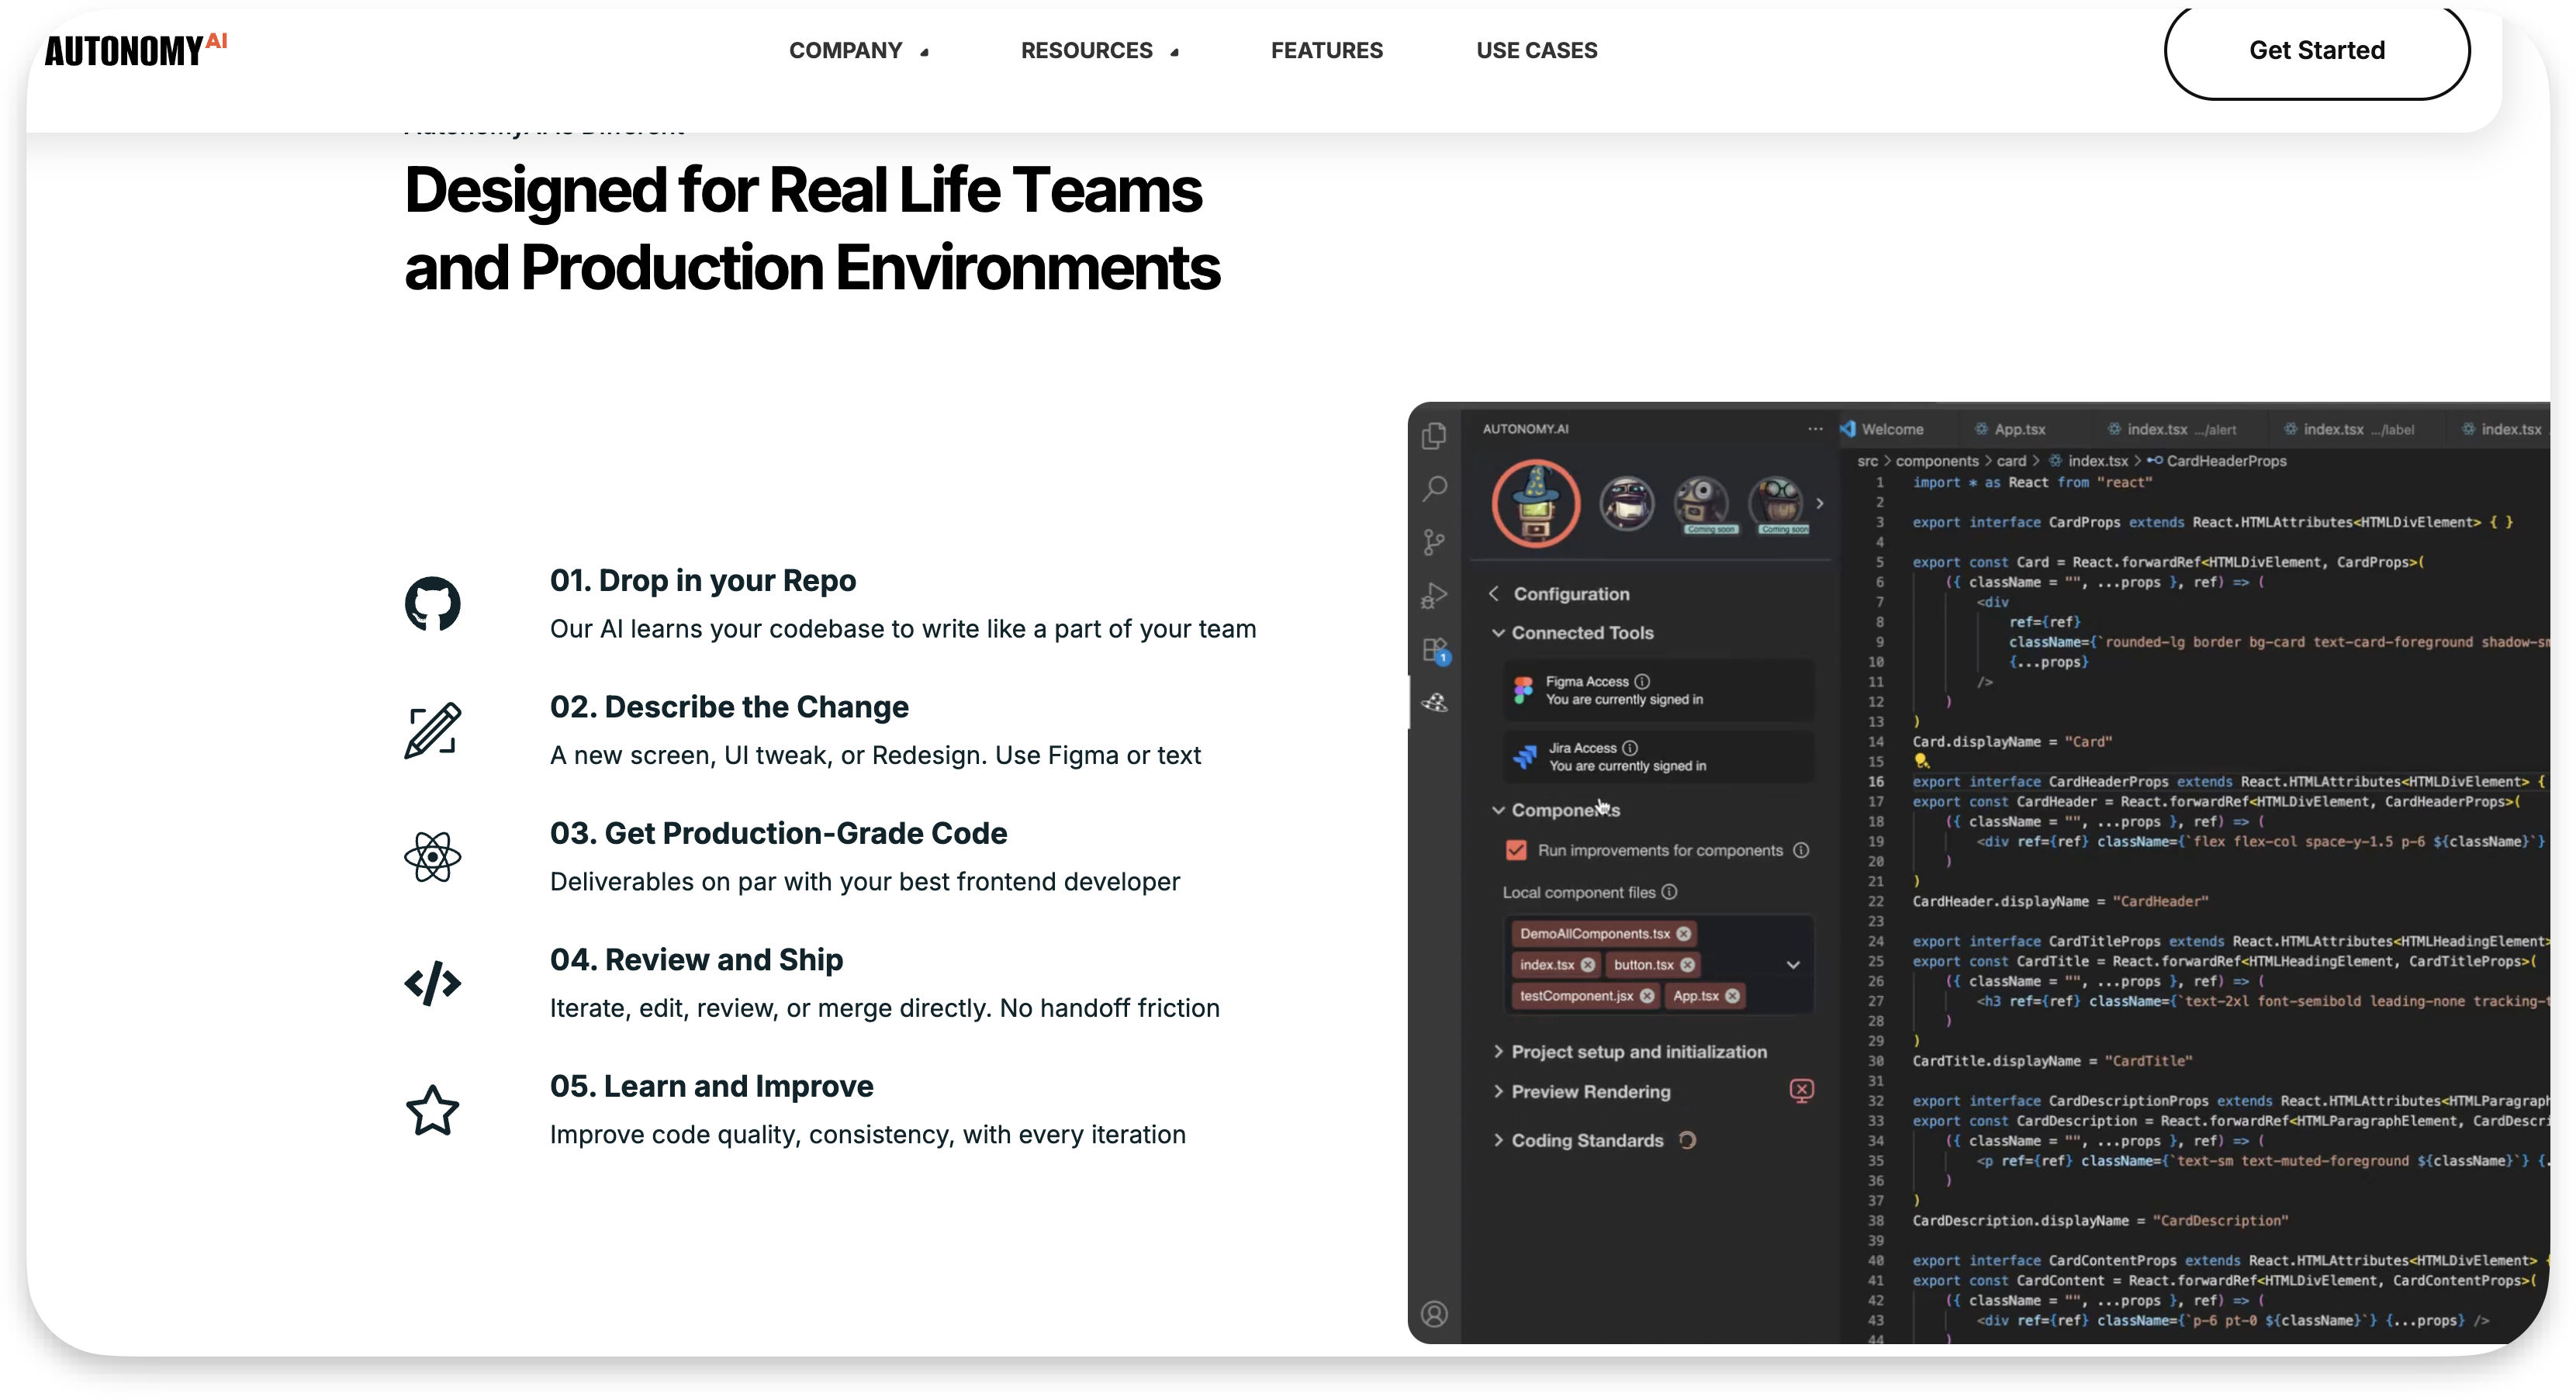 AUTONOMY AI
COMPANY
RESOURCES
FEATURES
USE CASES
Get Started
AutonomyAI is Different
Designed for Real Life Teams
and Production Environments
01. Drop in your Repo
Our AI learns your codebase to write like a part of your team
02. Describe the Change
A new screen, UI tweak, or Redesign. Use Figma or text
03. Get Production-Grade Code
Deliverables on par with your best frontend developer
04. Review and Ship
Iterate, edit, review, or merge directly. No handoff friction
05. Learn and Improve
Improve code quality, consistency, with every iteration
AUTONOMY.AI
...
Coming soon
Coming soon
1
Configuration
Connected Tools
Figma Access
You are currently signed in
Jira Access
You are currently signed in
Components
Run improvements for components
Local component files
DemoAllComponents.tsx
index.tsx button.tsx
testComponent.jsx App.tsx
Project setup and initialization
Preview Rendering
Coding Standards
Welcome App.tsx index.tsx .../alert index.tsx .../label index.tsx
src > components > card > index.tsx > CardHeaderProps
1 import * as React from "react"
2
3 export interface CardProps extends React.HTMLAttributes<HTMLDivElement> { }
4
5 export const Card = React.forwardRef<HTMLDivElement, CardProps>(
6 ({ className = "", ...props }, ref) => (
7 <div
8 ref={ref}
9 className={`rounded-lg border bg-card text-card-foreground shadow-sm
10 {...props}
11 />
12 )
13 )
14 Card.displayName = "Card"
15
16 export interface CardHeaderProps extends React.HTMLAttributes<HTMLDivElement> {
17 export const CardHeader = React.forwardRef<HTMLDivElement, CardHeaderProps>(
18 ({ className = "", ...props }, ref) => (
19 <div ref={ref} className={`flex flex-col space-y-1.5 p-6 ${className}`}
20 )
21 )
22 CardHeader.displayName = "CardHeader"
23
24 export interface CardTitleProps extends React.HTMLAttributes<HTMLHeadingElement>
25 export const CardTitle = React.forwardRef<HTMLHeadingElement, CardTitleProps>(
26 ({ className = "", ...props }, ref) => (
27 <h3 ref={ref} className={`text-2xl font-semibold leading-none tracking-t
28 )
29 )
30 CardTitle.displayName = "CardTitle"
31
32 export interface CardDescriptionProps extends React.HTMLAttributes<HTMLParagraph
33 export const CardDescription = React.forwardRef<HTMLParagraphElement, CardDescri
34 ({ className = "", ...props }, ref) => (
35 <p ref={ref} className={`text-sm text-muted-foreground ${className}`} {.
36 )
37 )
38 CardDescription.displayName = "CardDescription"
39
40 export interface CardContentProps extends React.HTMLAttributes<HTMLDivElement> {
41 export const CardContent = React.forwardRef<HTMLDivElement, CardContentProps>(
42 ({ className = "", ...props }, ref) => (
43 <div ref={ref} className={`p-6 pt-0 ${className}`} {...props} />
44 )